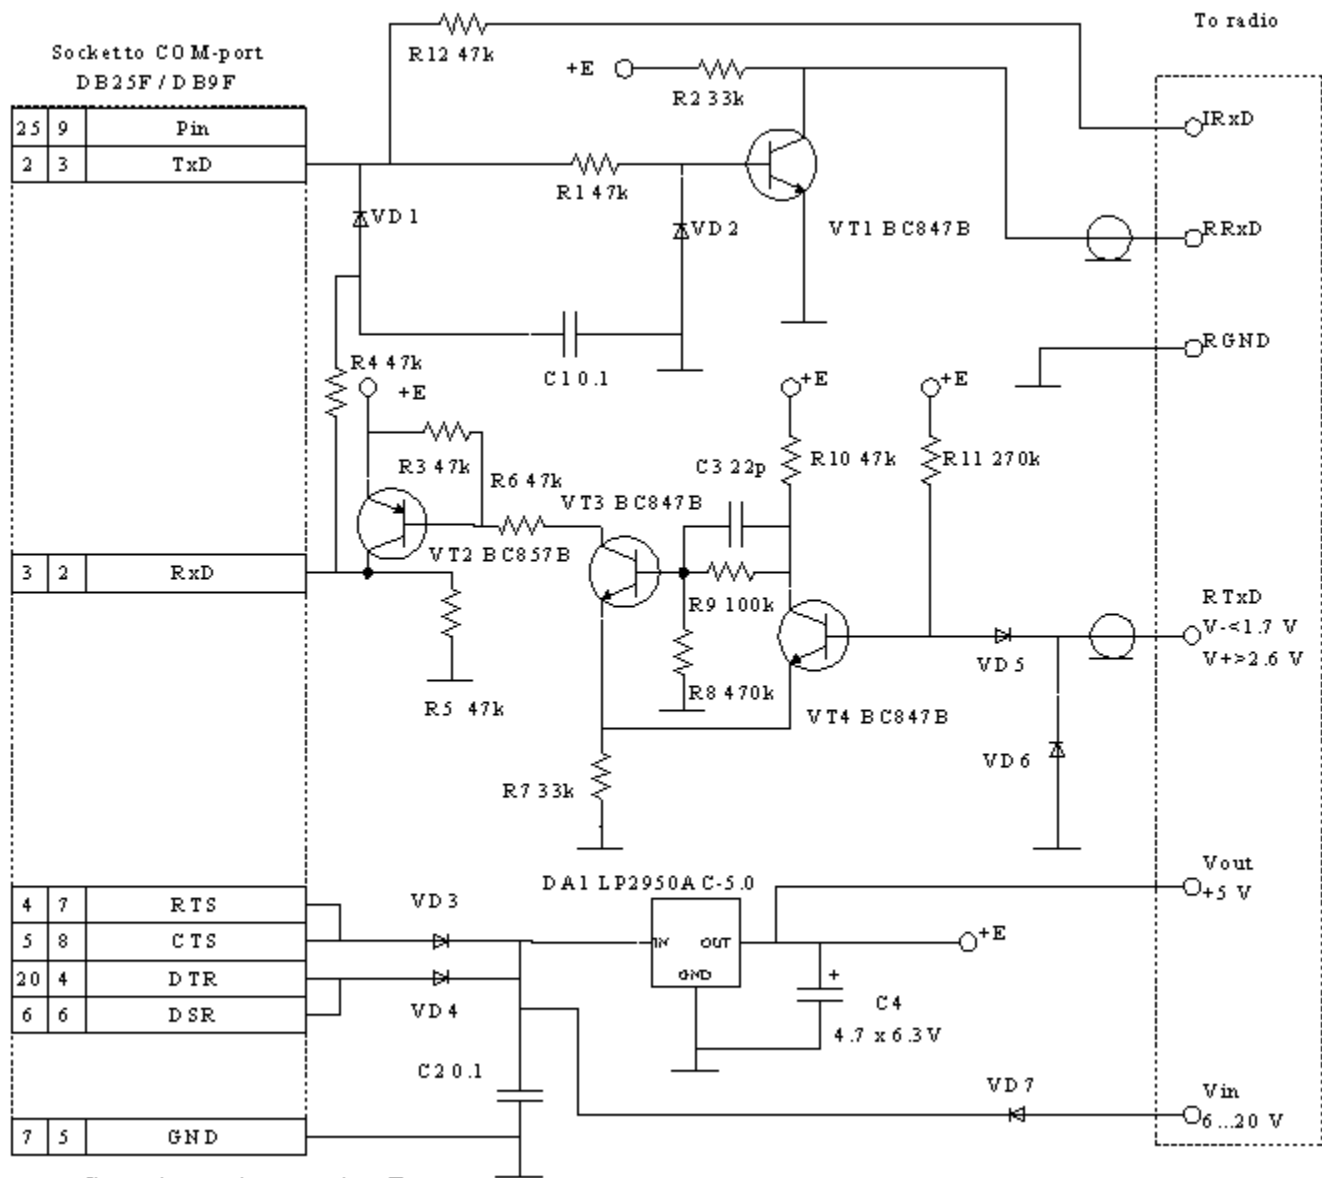 To radio
Socketto COM-port
DB25F / DB9F
R12 47k
+E
R2 33k
25 9 Pin
2 3 TxD
IRxD
R1 47k
VD1
VD2
VT1 BC847B
RRxD
RGND
R4 47k
C1 0.1
+E
+E
+E
R3 47k
C3 22p
R10 47k
R11 270k
R6 47k
VT3 BC847B
VT2 BC857B
3 2 RxD
R9 100k
RTxD
V-<1.7 V
V+>2.6 V
VD5
R8 470k
R5 47k
VT4 BC847B
VD6
R7 33k
Vout
+5 V
DA1 LP2950AC-5.0
4 7 RTS
VD3
5 8 CTS
IN OUT
GND
+E
20 4 DTR
6 6 DSR
VD4
+
C4
4.7 x 6.3V
C2 0.1
VD7
Vin
6...20 V
7 5 GND